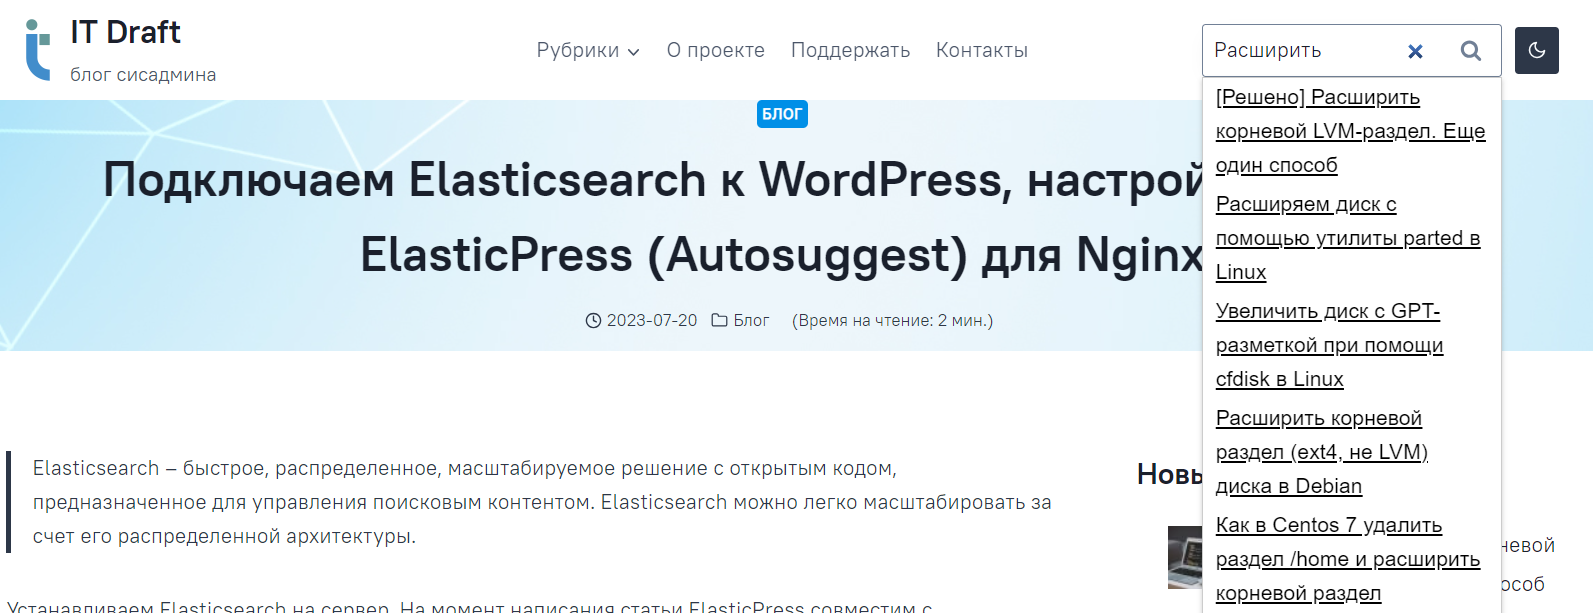 IT Draft
блог сисадмина
Рубрики
О проекте
Поддержать
Контакты
Расширить
[Решено] Расширить
корневой LVM-раздел. Еще
один способ
Расширяем диск с
помощью утилиты parted в
Linux
Увеличить диск с GPT-
разметкой при помощи
cfdisk в Linux
Расширить корневой
раздел (ext4, не LVM)
диска в Debian
Как в Centos 7 удалить
раздел /home и расширить
корневой раздел
БЛОГ
Подключаем Elasticsearch к WordPress, настрой
ElasticPress (Autosuggest) для Nginx
2023-07-20 Блог (Время на чтение: 2 мин.)
Elasticsearch – быстрое, распределенное, масштабируемое решение с открытым кодом,
предназначенное для управления поисковым контентом. Elasticsearch можно легко масштабировать за
счет его распределенной архитектуры.
Устанавливаем Elasticsearch на сервер. На момент написания статьи ElasticPress совместим с
Новы
невой
особ